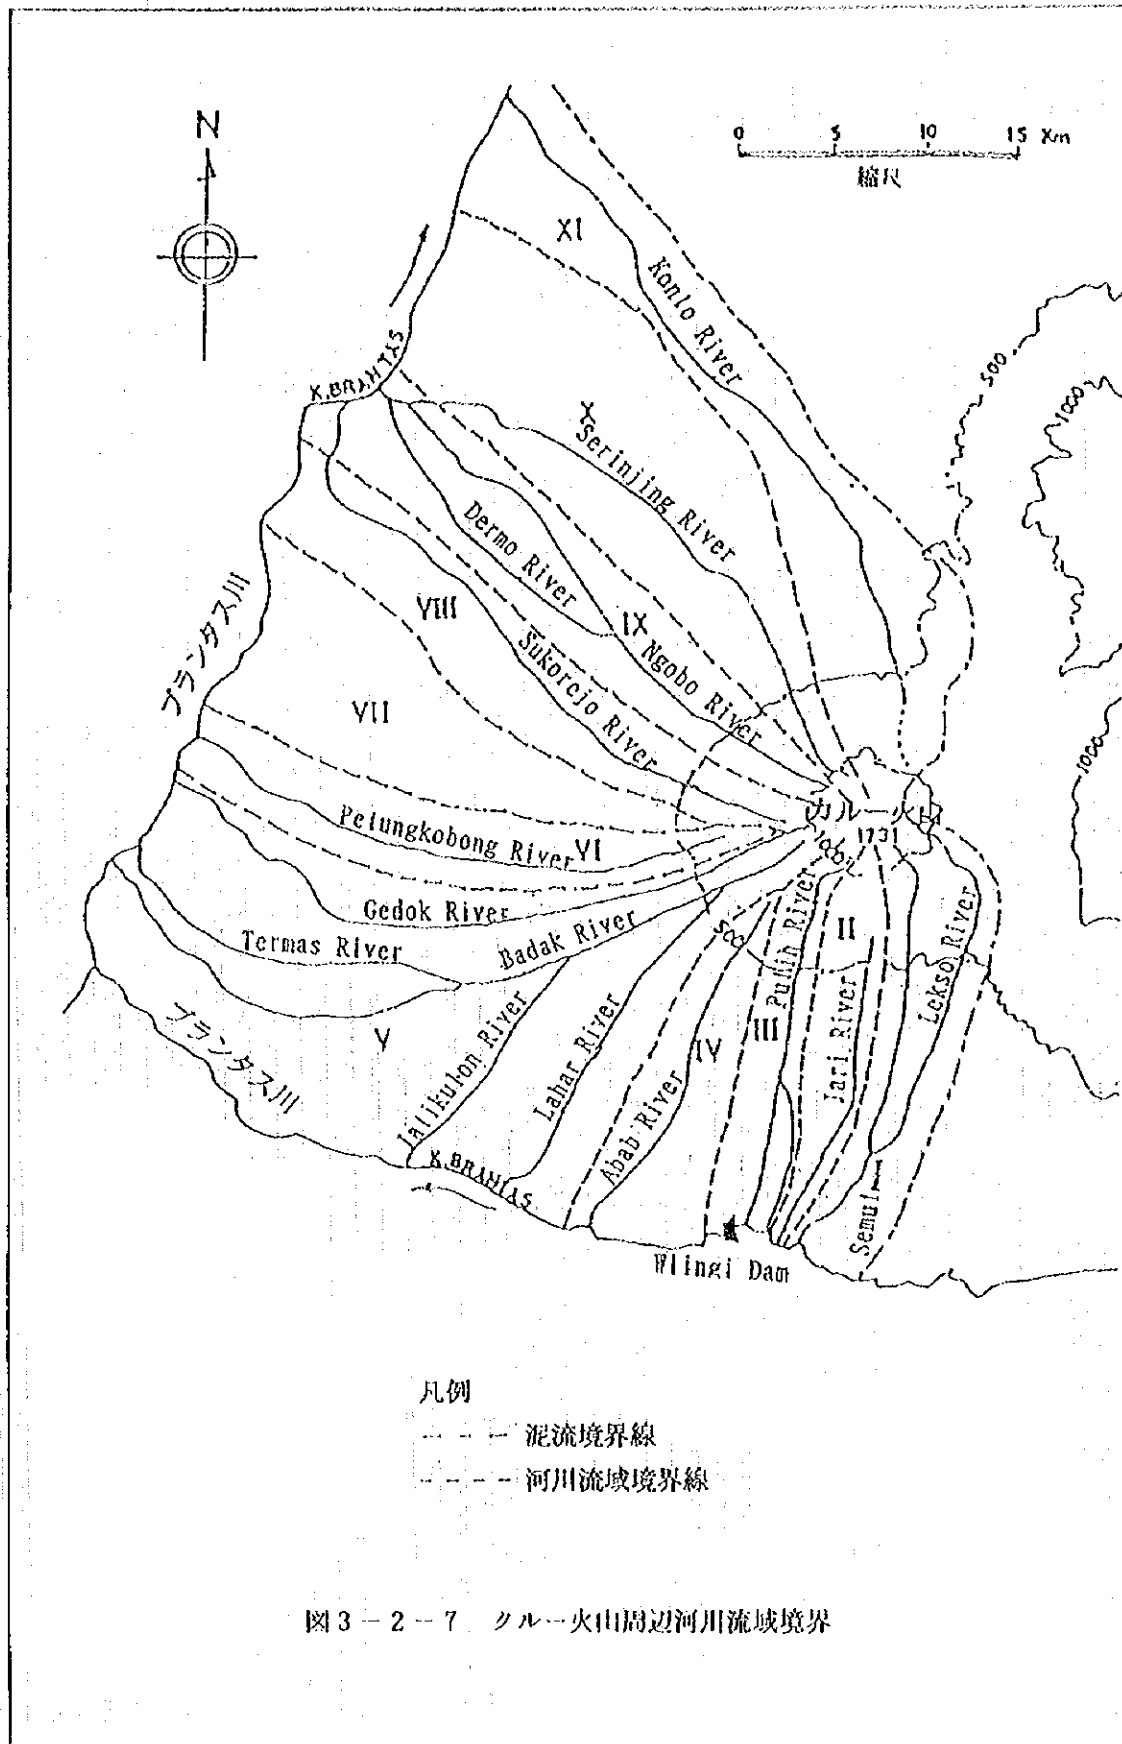 N
0 5 10 15 Km
縮尺
XI
Konto River
500
1000
K.BRANTAS
X
Serinjing River
Dermo River
VIII
IX
Ngobo River
Sukorejo River
ブランタス川
VII
1000
クルー火山
1731
Pelungkobong River
VI
1000
Gedok River
Termas River
Badak River
500
Putih River
II
Lekso River
V
ブランタス川
Jalikulon River
Lahar River
IV
III
Jari River
Abab River
K.BRANTAS
Semut
Wlingi Dam
凡例
泥流境界線
河川流域境界線
図3-2-7 クルー火山周辺河川流域境界